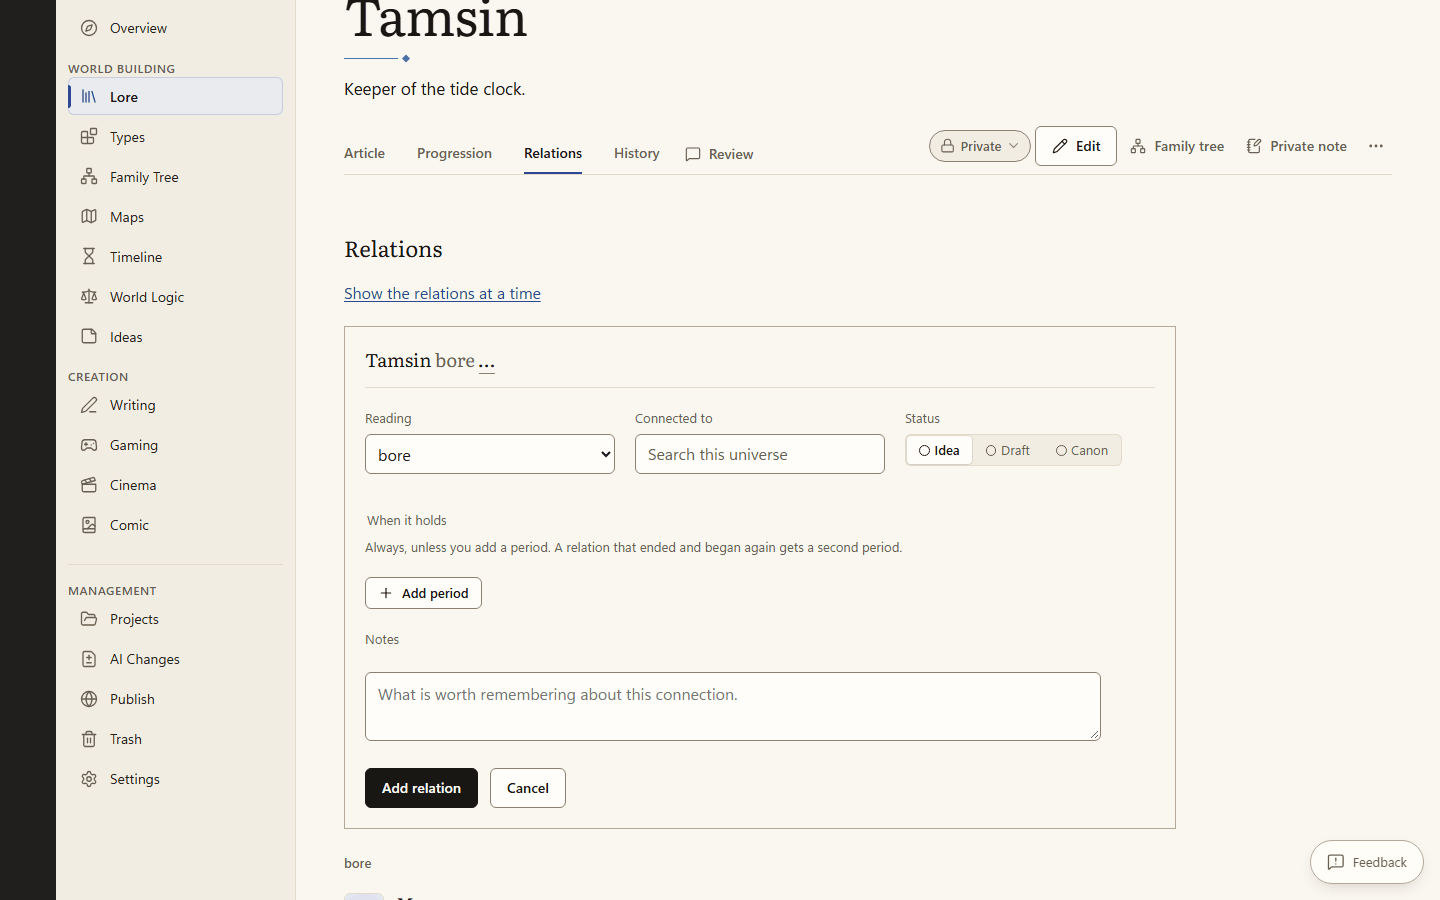 Overview
WORLD BUILDING
Lore
Types
Family Tree
Maps
Timeline
World Logic
Ideas
CREATION
Writing
Gaming
Cinema
Comic
MANAGEMENT
Projects
AI Changes
Publish
Trash
Settings
Tamsin
Keeper of the tide clock.
Article Progression Relations History Review
Private Edit Family tree Private note
Relations
Show the relations at a time
Tamsin bore ...
Reading Connected to Status
bore Search this universe Idea Draft Canon
When it holds
Always, unless you add a period. A relation that ended and began again gets a second period.
Add period
Notes
What is worth remembering about this connection.
Add relation Cancel
bore
Feedback